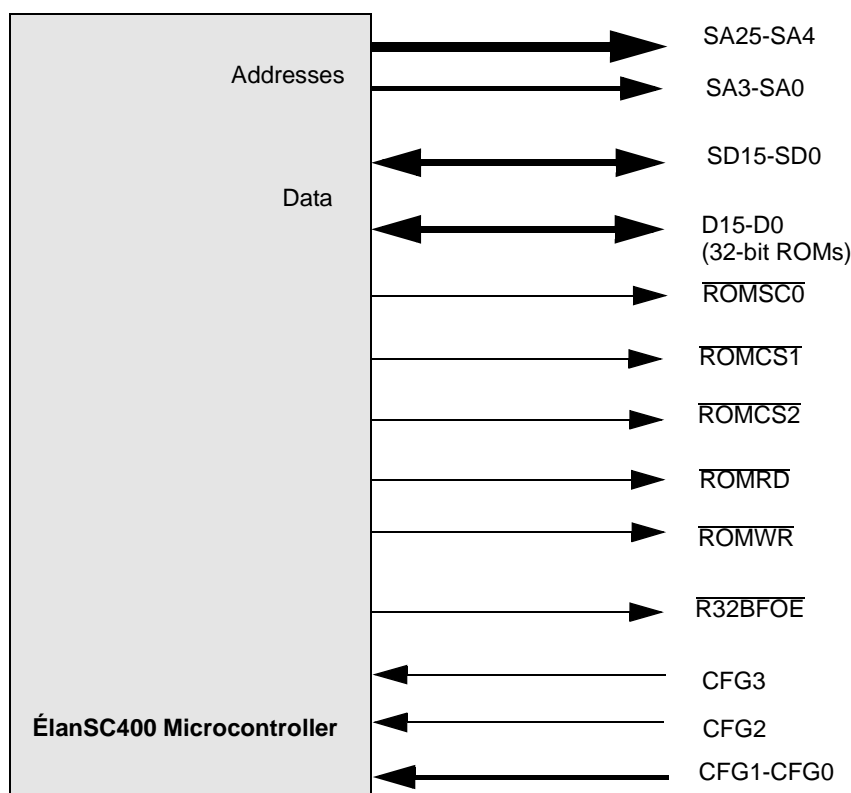 SA25-SA4
Addresses
SA3-SA0
SD15-SD0
Data
D15-D0
(32-bit ROMs)
ROMSC0
ROMCS1
ROMCS2
ROMRD
ROMWR
R32BFOE
CFG3
ÉlanSC400 Microcontroller
CFG2
CFG1-CFG0